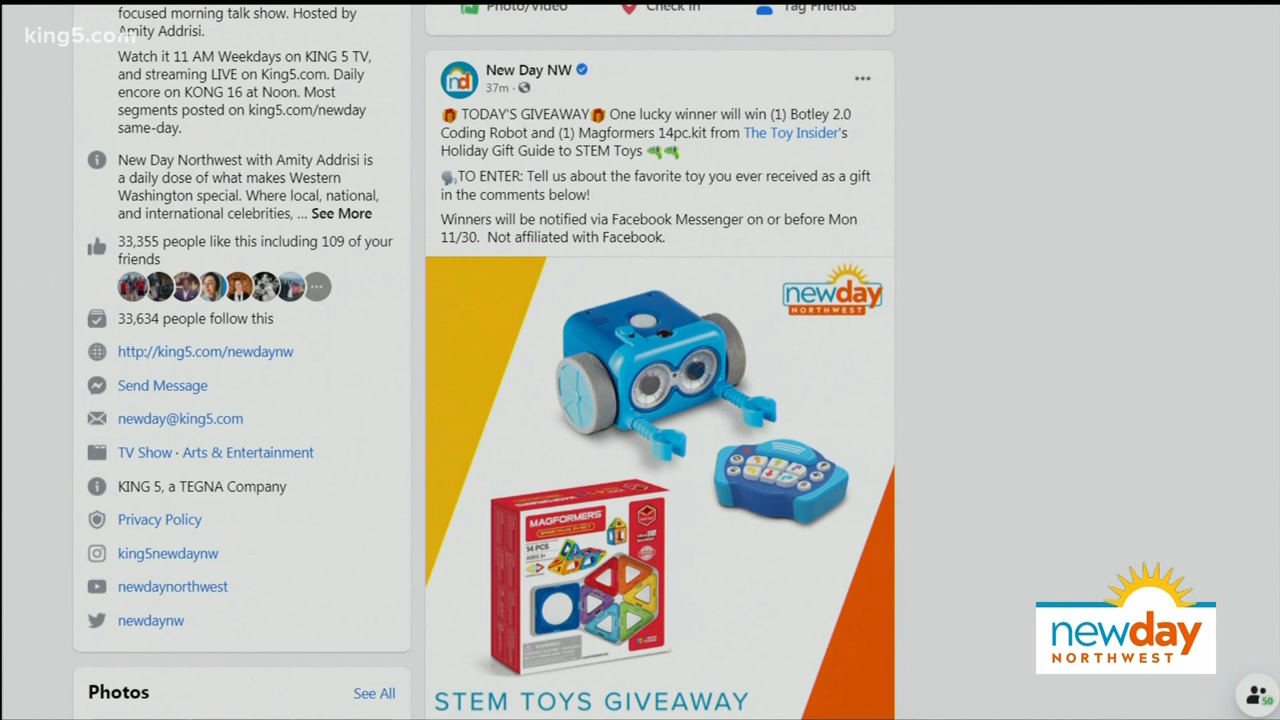 focused morning talk show. Hosted by
king5.com
Amity Addrisi.
Watch it 11 AM Weekdays on KING 5 TV,
and streaming LIVE on King5.com. Daily
encore on KONG 16 at Noon. Most
segments posted on king5.com/newday
same-day.
New Day Northwest with Amity Addrisi is
a daily dose of what makes Western
Washington special. Where local, national,
and international celebrities, ... See More
33,355 people like this including 109 of your
friends
33,634 people follow this
http://king5.com/newdaynw
Send Message
newday@king5.com
TV Show · Arts & Entertainment
KING 5, a TEGNA Company
Privacy Policy
king5newdaynw
newdaynorthwest
newdaynw
Photos
See All
Photo/Video
Check In
Tag Friends
nd
New Day NW
37m ·
TODAY'S GIVEAWAY One lucky winner will win (1) Botley 2.0
Coding Robot and (1) Magformers 14pc.kit from The Toy Insider's
Holiday Gift Guide to STEM Toys
TO ENTER: Tell us about the favorite toy you ever received as a gift
in the comments below!
Winners will be notified via Facebook Messenger on or before Mon
11/30. Not affiliated with Facebook.
newday
NORTHWEST
MAGFORMERS
14 PCS
STEM TOYS GIVEAWAY
newday
NORTHWEST
50